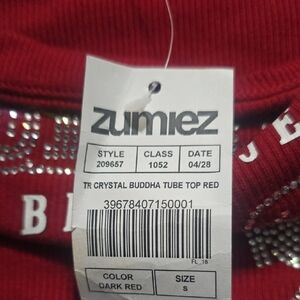 zumiez
STYLE CLASS DATE
209657 1052 04/28
TR CRYSTAL BUDDHA TUBE TOP RED
39678407150001
FL_18
COLOR SIZE
DARK RED S